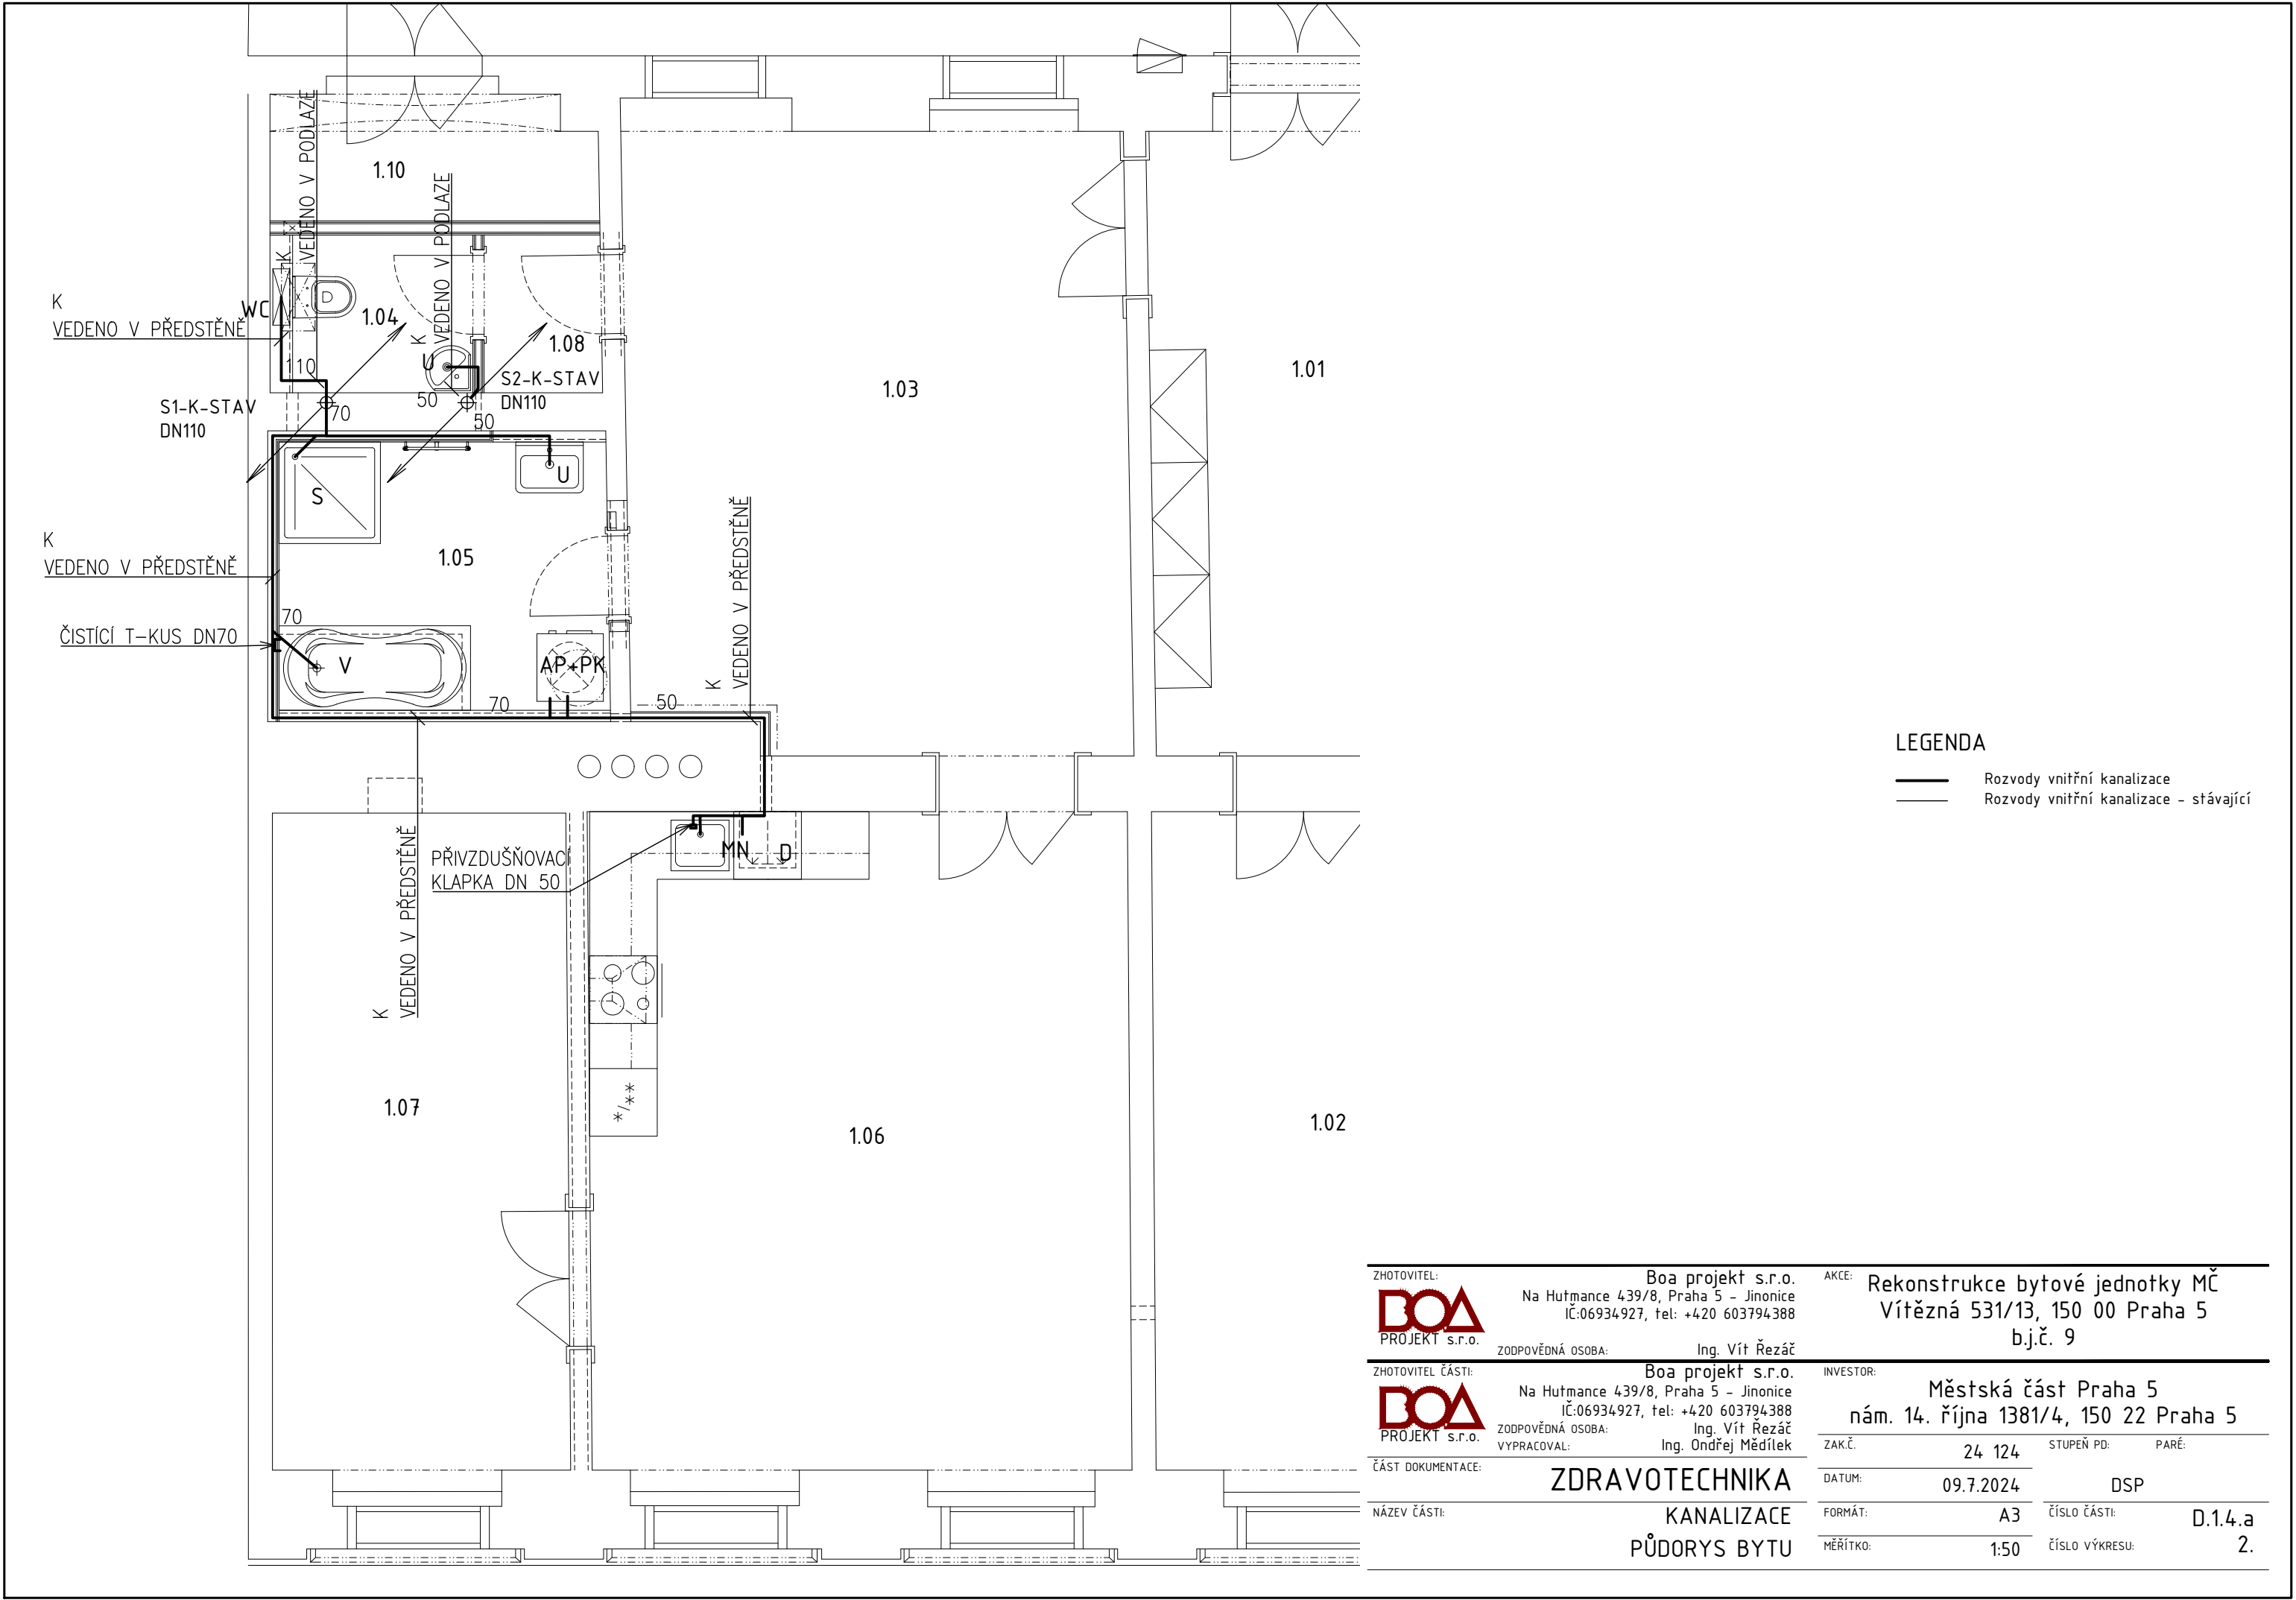 VEDENO V PODLAZE
K
1.10
VEDENO V PODLAZE
K
K
VEDENO V PŘEDSTĚNĚ
WC
1.04
1.08
U
110
S2-K-STAV
DN110
50
S1-K-STAV
DN110
70
50
1.03
1.01
S
U
1.05
K
VEDENO V PŘEDSTĚNĚ
K
VEDENO V PŘEDSTĚNĚ
70
ČISTÍCÍ T-KUS DN70
V
AP+PK
70
50
LEGENDA
Rozvody vnitřní kanalizace
Rozvody vnitřní kanalizace - stávající
K
VEDENO V PŘEDSTĚNĚ
PŘIVZDUŠŇOVACÍ
KLAPKA DN 50
MN
D
*/**
1.07
1.06
1.02
ZHOTOVITEL:
BOA
PROJEKT s.r.o.
Boa projekt s.r.o.
Na Hutmance 439/8, Praha 5 - Jinonice
IČ:06934927, tel: +420 603794388
ZODPOVĚDNÁ OSOBA: Ing. Vít Řezáč
AKCE: Rekonstrukce bytové jednotky MČ
Vítězná 531/13, 150 00 Praha 5
b.j.č. 9
ZHOTOVITEL ČÁSTI:
BOA
PROJEKT s.r.o.
Boa projekt s.r.o.
Na Hutmance 439/8, Praha 5 - Jinonice
IČ:06934927, tel: +420 603794388
ZODPOVĚDNÁ OSOBA: Ing. Vít Řezáč
VYPRACOVAL: Ing. Ondřej Mědílek
INVESTOR:
Městská část Praha 5
nám. 14. října 1381/4, 150 22 Praha 5
ZAK.Č. 24 124
STUPEŇ PD: PARÉ:
DATUM: 09.7.2024
DSP
ČÁST DOKUMENTACE:
ZDRAVOTECHNIKA
NÁZEV ČÁSTI:
KANALIZACE
PŮDORYS BYTU
FORMÁT: A3
ČÍSLO ČÁSTI: D.1.4.a
MĚŘÍTKO: 1:50
ČÍSLO VÝKRESU: 2.